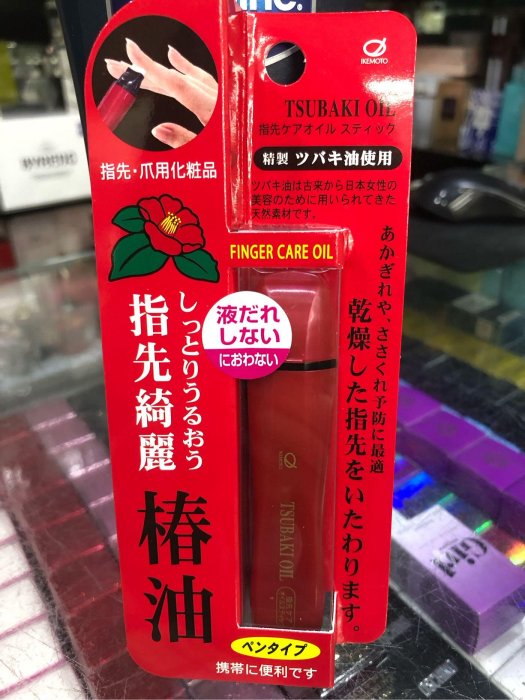 inc.
IKEMOTO
TSUBAKI OIL
指先ケアオイル スティック
精製 ツバキ油使用
ツバキ油は古来から日本女性の
美容のために用いられてきた
天然素材です。
指先・爪用化粧品
FINGER CARE OIL
液だれ
しない
におわない
あかぎれや、ささくれ予防に最適
乾燥した指先をいたわります。
しっとりうるおう
指先綺麗
椿油
TSUBAKI OIL
ペンタイプ
携帯に便利です
Girl